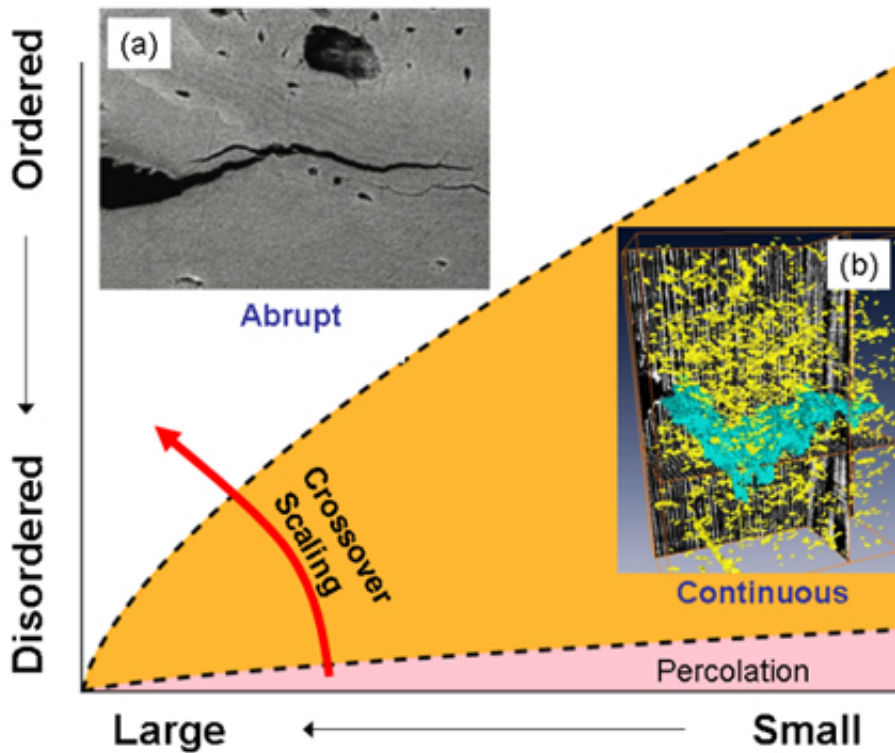 Ordered
Disordered
(a)
Abrupt
(b)
Continuous
Crossover
Scaling
Percolation
Large
Small